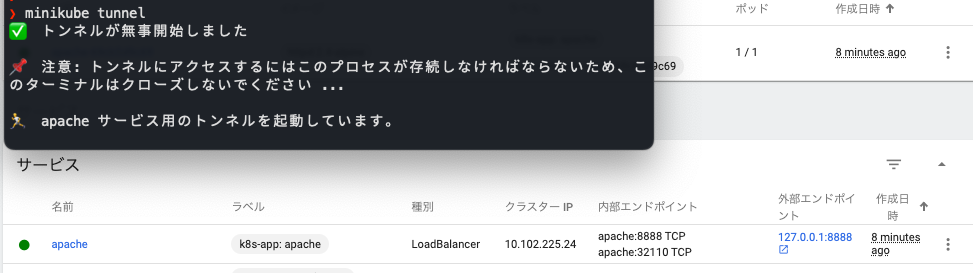 ❯ minikube tunnel
✅ トンネルが無事開始しました
📌 注意: トンネルにアクセスするにはこのプロセスが存続しなければならないため、こ
のターミナルはクローズしないでください ...
🏃 apache サービス用のトンネルを起動しています。
ポッド 作成日時 ↑
9c69 1 / 1 8 minutes ago
サービス
名前 ラベル 種別 クラスター IP 内部エンドポイント 外部エンドポイ
ント 作成日
時 ↑
apache k8s-app: apache LoadBalancer 10.102.225.24 apache:8888 TCP
apache:32110 TCP 127.0.0.1:8888 8 minutes
ago